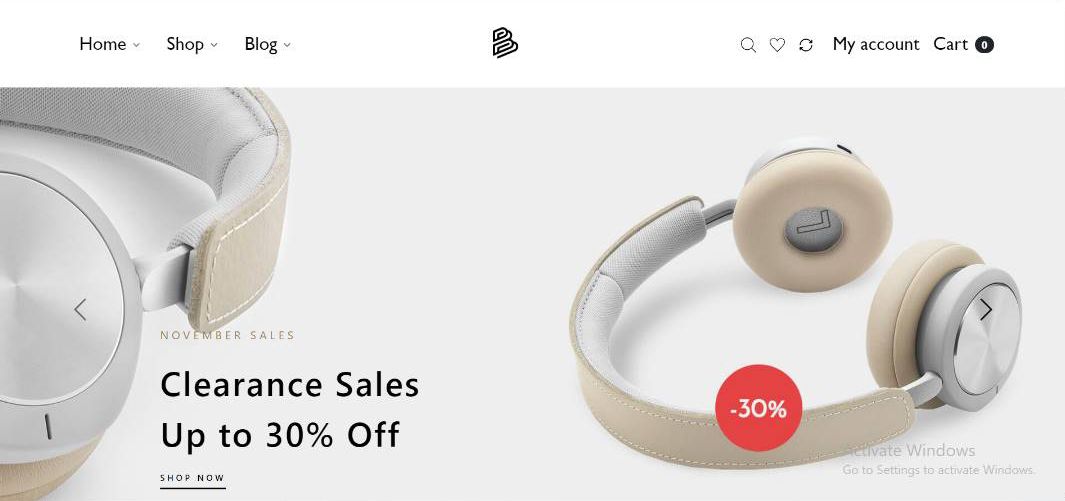 Home Shop Blog My account Cart 0
NOVEMBER SALES
Clearance Sales
Up to 30% Off
SHOP NOW
L
-30%
Activate Windows
Go to Settings to activate Windows.